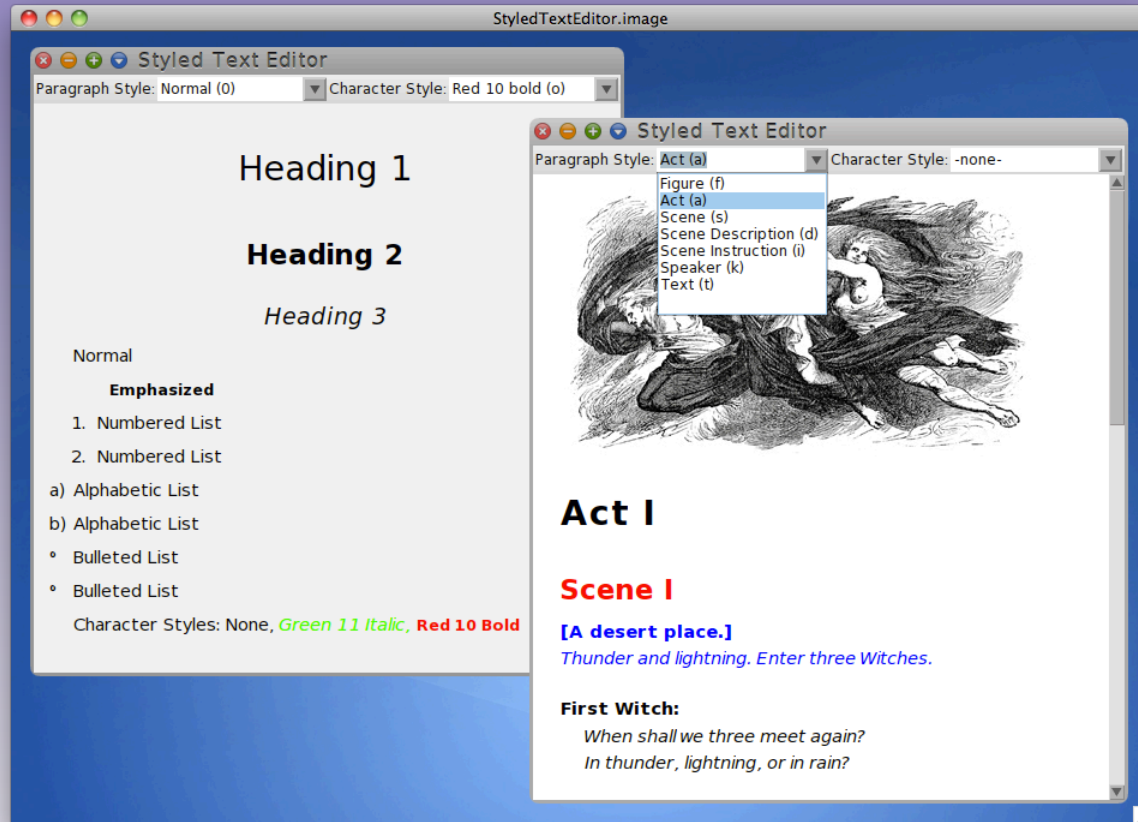 StyledTextEditor.image
Styled Text Editor
Paragraph Style: Normal (0) Character Style: Red 10 bold (o)
Heading 1
Heading 2
Heading 3
Normal
Emphasized
1. Numbered List
2. Numbered List
a) Alphabetic List
b) Alphabetic List
° Bulleted List
° Bulleted List
Character Styles: None, Green 11 Italic, Red 10 Bold
Styled Text Editor
Paragraph Style: Act (a) Character Style: -none-
Figure (f)
Act (a)
Scene (s)
Scene Description (d)
Scene Instruction (i)
Speaker (k)
Text (t)
Act I
Scene I
[A desert place.]
Thunder and lightning. Enter three Witches.
First Witch:
When shall we three meet again?
In thunder, lightning, or in rain?